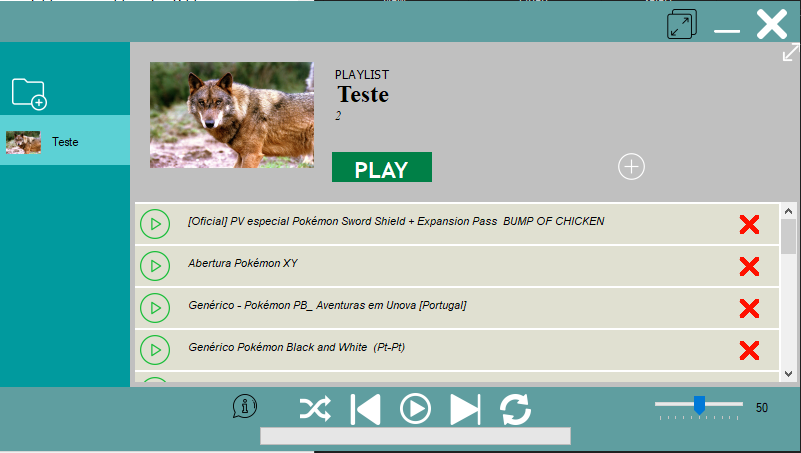 PLAYLIST
Teste
2
Teste
PLAY
[Oficial] PV especial Pokémon Sword Shield + Expansion Pass BUMP OF CHICKEN
Abertura Pokémon XY
Genérico - Pokémon PB_ Aventuras em Unova [Portugal]
Genérico Pokémon Black and White (Pt-Pt)
50